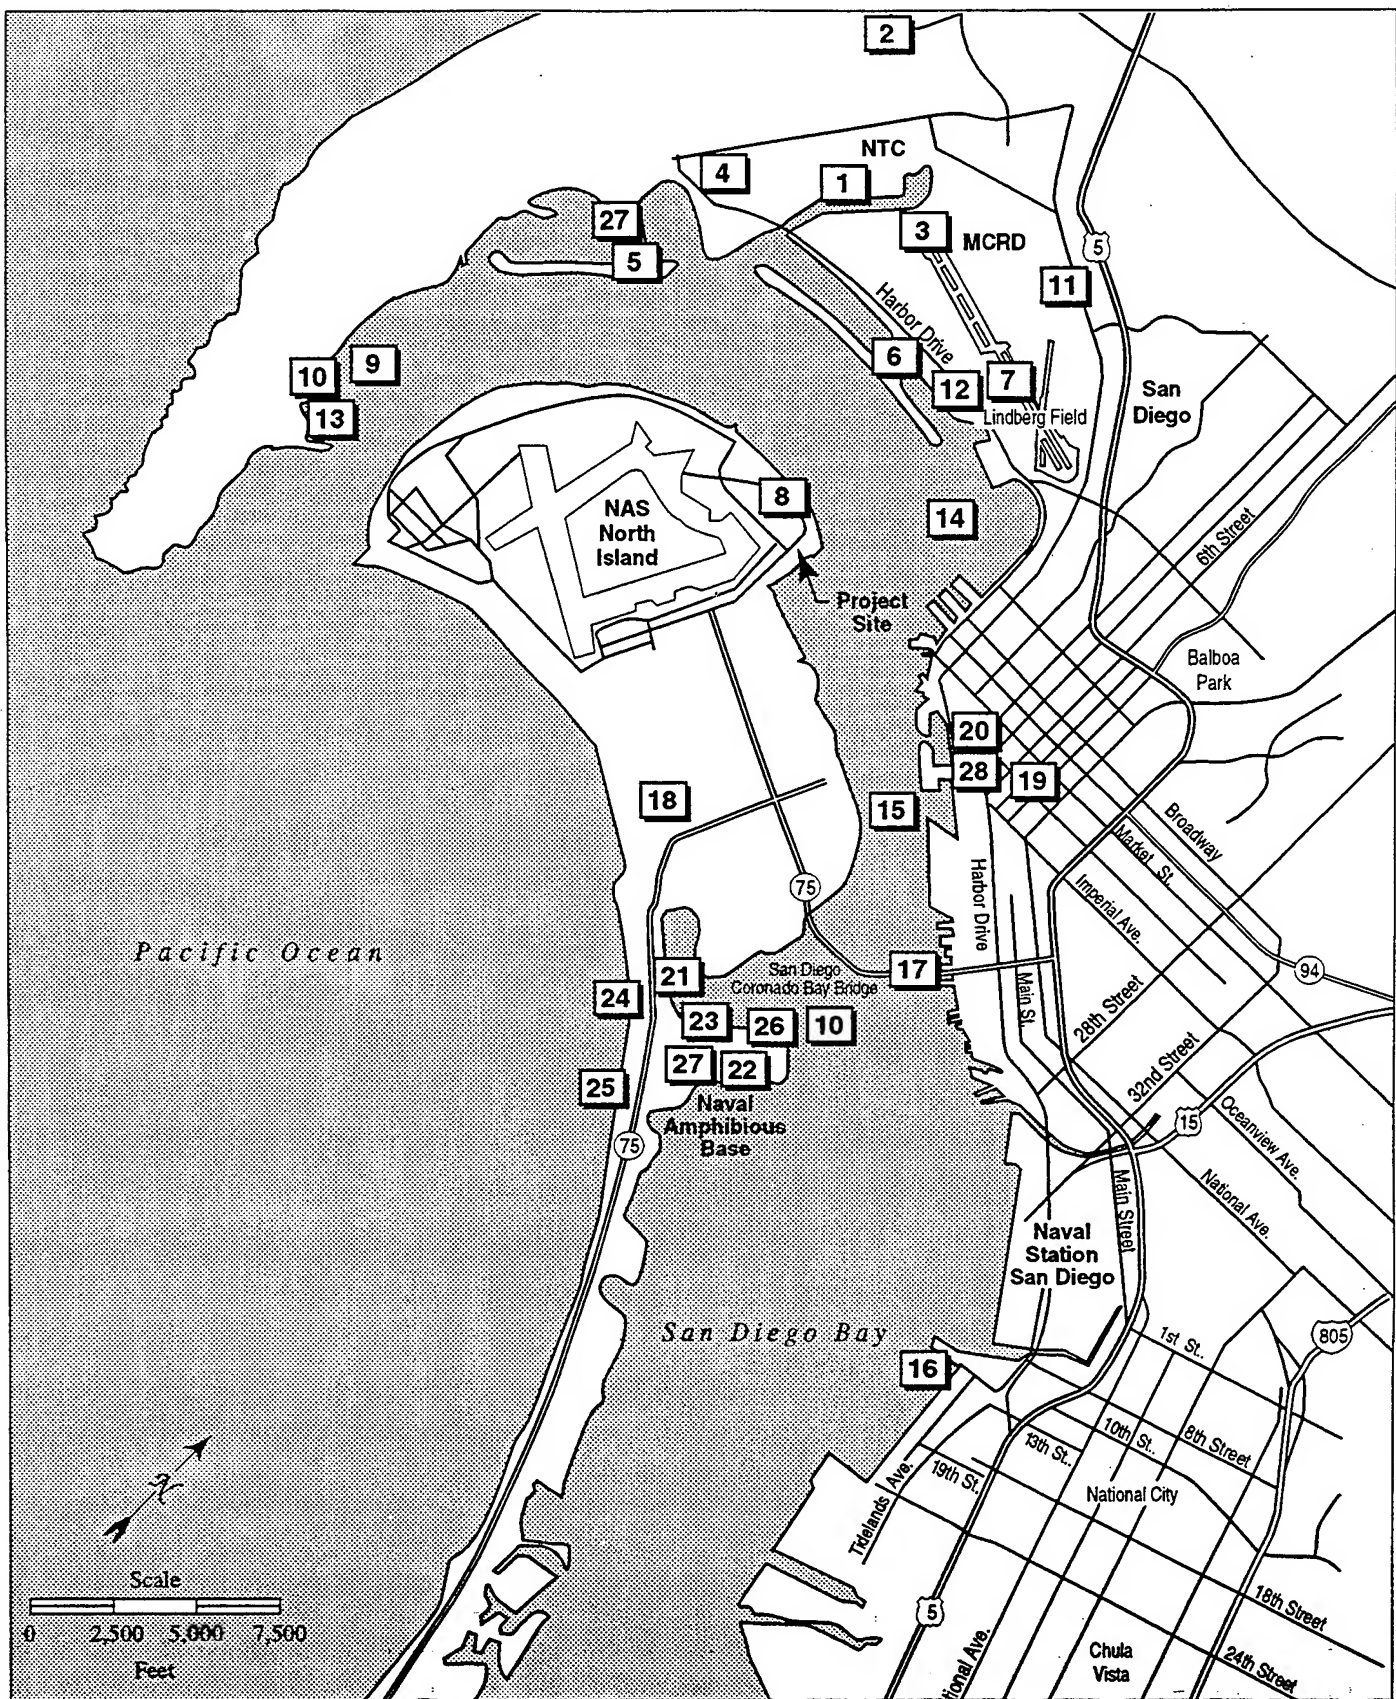 2
NTC
4
1
27
3
MCRD
5
5
11
Harbor Drive
6
9
10
12
7
13
San
Diego
Lindberg Field
8
NAS
North
Island
14
6th Street
Project
Site
Balboa
Park
20
28
19
18
15
Broadway
Market St.
75
Harbor Drive
Imperial Ave.
Pacific Ocean
21
San Diego
Coronado Bay Bridge
17
94
24
Main St.
28th Street
23
26
10
27
22
25
32nd Street
Naval
Amphibious
Base
75
15
Oceanview Ave.
National Ave.
Main Street
Naval
Station
San Diego
San Diego Bay
805
1st St..
16
8th Street
10th St..
13th St..
19th St.
Tidelands Ave.
National City
Scale
0 2,500 5,000 7,500
Feet
5
18th Street
24th Street
tional Ave.
Chula
Vista